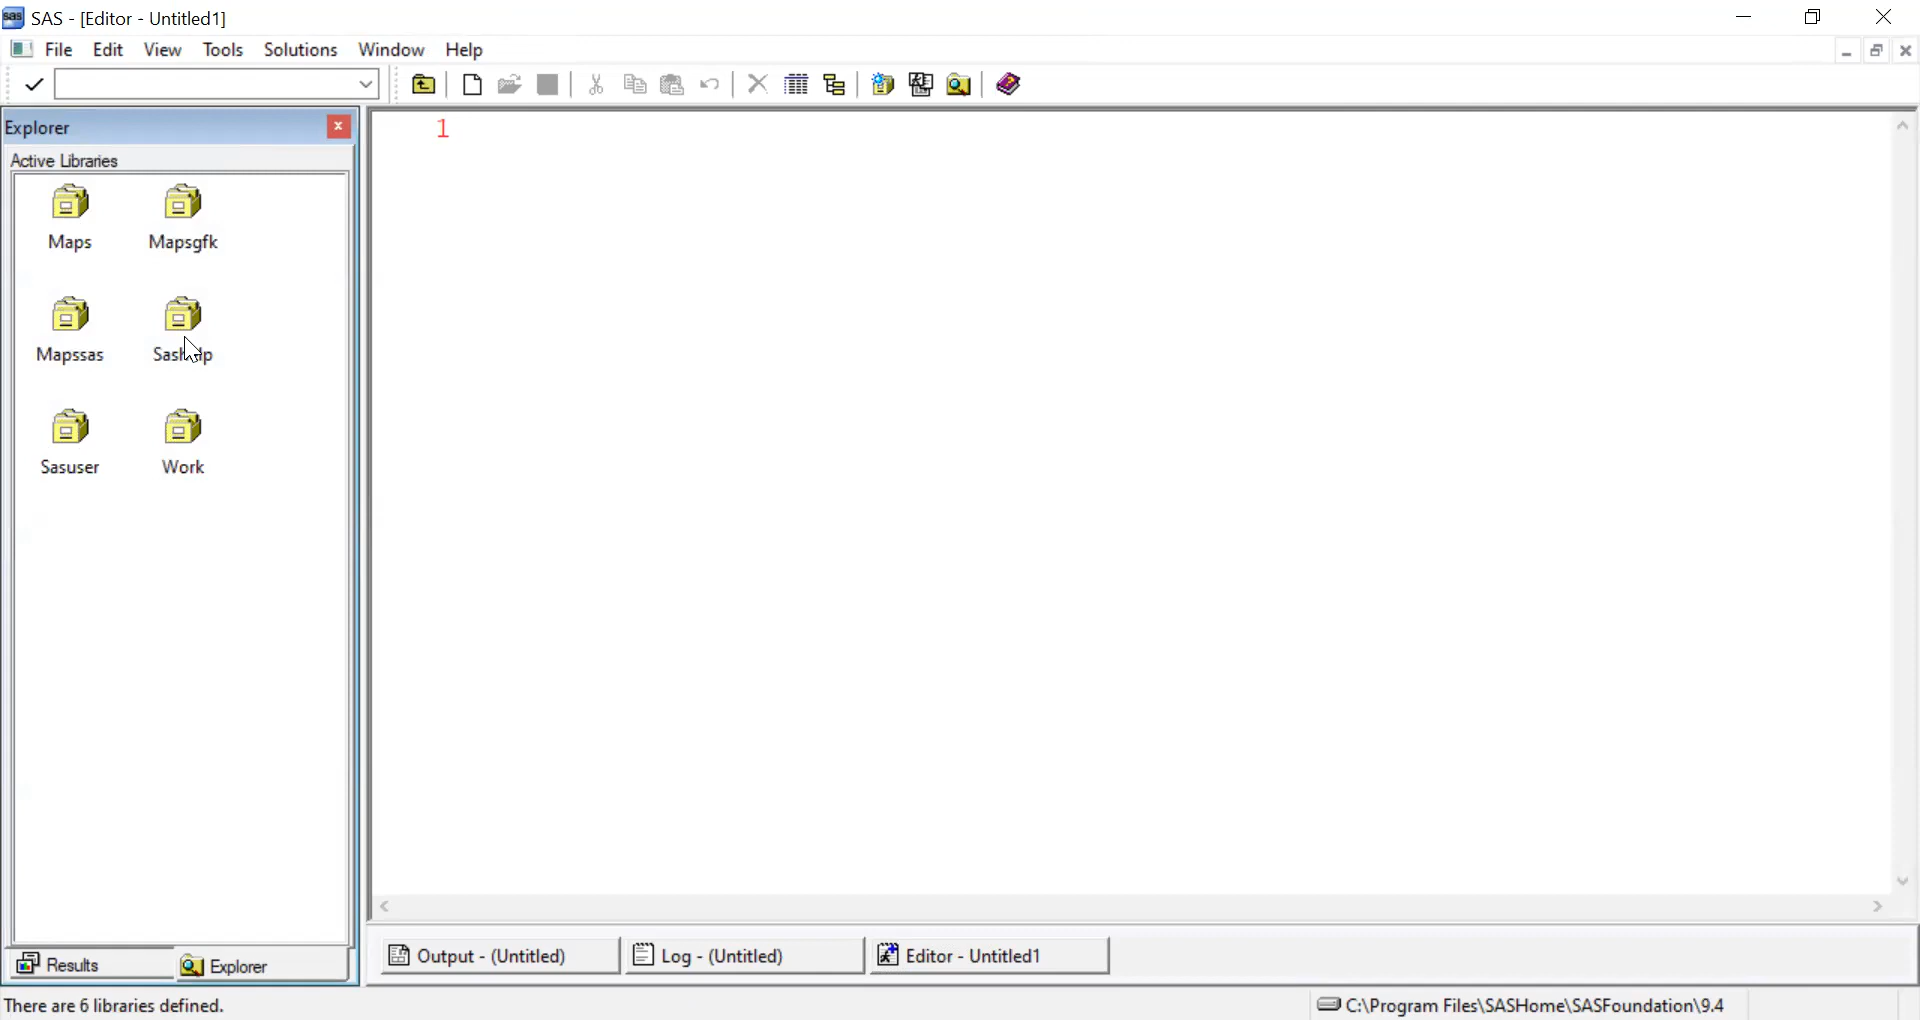 sas SAS - [Editor - Untitled1]
File Edit View Tools Solutions Window Help
Explorer
Active Libraries
1
Maps Mapsgfk
Mapssas
Sasuser Work
Results Explorer
Output - (Untitled) Log - (Untitled) Editor - Untitled1
There are 6 libraries defined. C:\Program Files\SASHome\SASFoundation\9.4